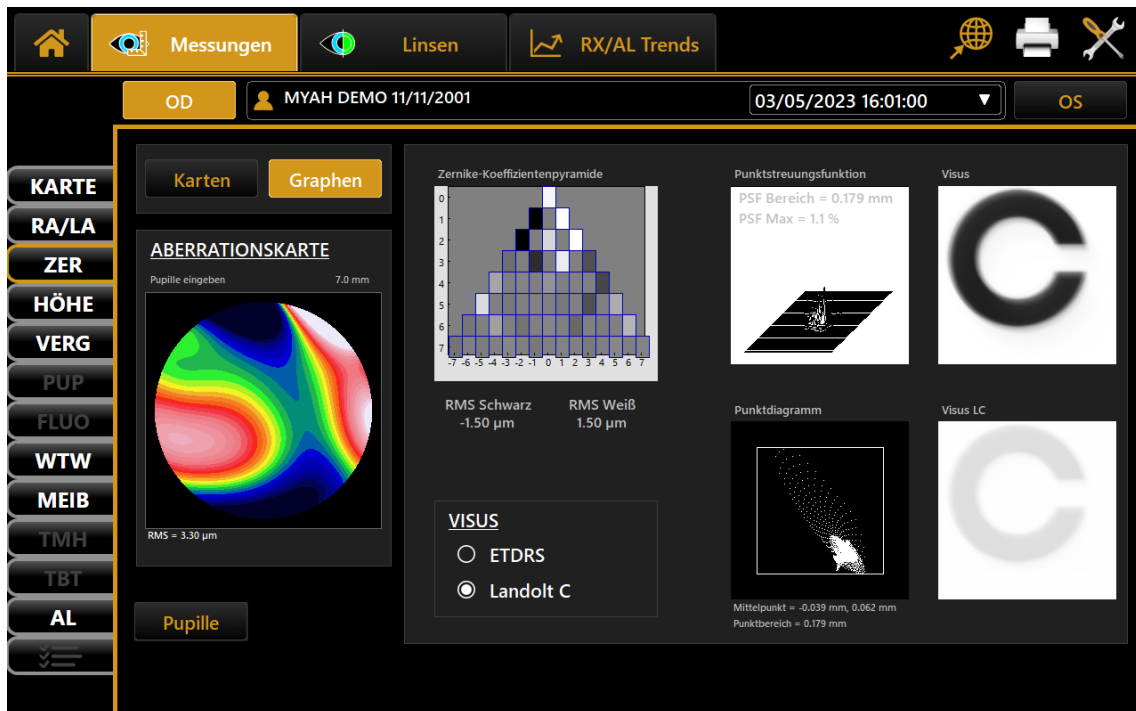 Messungen
Linsen
RX/AL Trends
OD
MYAH DEMO 11/11/2001
03/05/2023 16:01:00
OS
KARTE
RA/LA
ZER
HÖHE
VERG
PUP
FLUO
WTW
MEIB
TMH
TBT
AL
Karten
Graphen
ABERRATIONSKARTE
Pupille eingeben
7.0 mm
RMS = 3.30 µm
Pupille
Zernike-Koeffizientenpyramide
0
1
2
3
4
5
6
7
-7 -6 -5 -4 -3 -2 -1 0 1 2 3 4 5 6 7
RMS Schwarz
-1.50 µm
RMS Weiß
1.50 µm
VISUS
ETDRS
Landolt C
Punktstreuungsfunktion
PSF Bereich = 0.179 mm
PSF Max = 1.1 %
Visus
Punktdiagramm
Mittelpunkt = -0.039 mm, 0.062 mm
Punktbereich = 0.179 mm
Visus LC